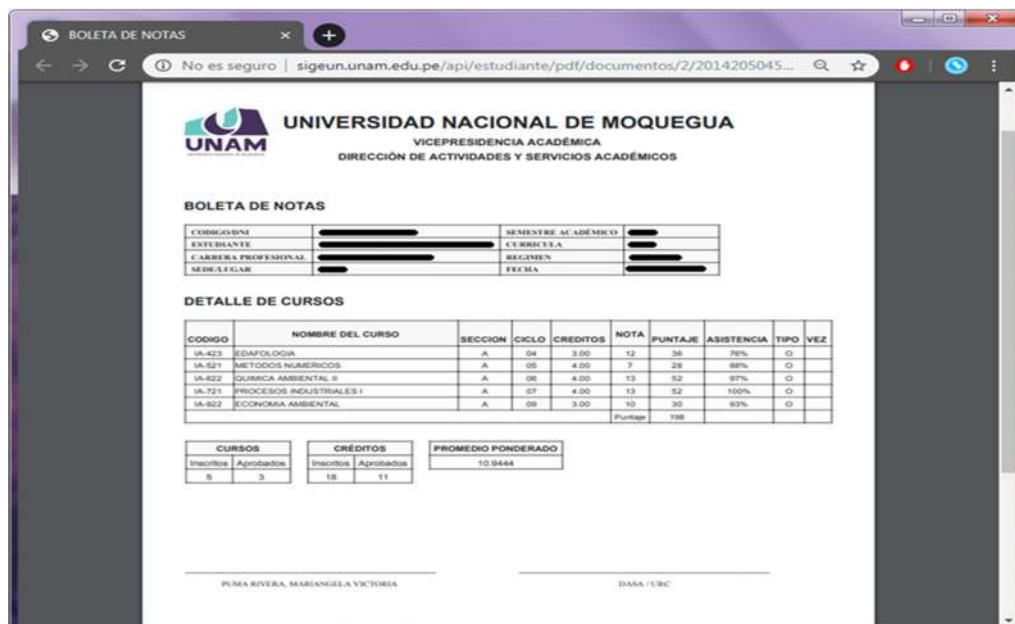 BOLETA DE NOTAS
No es seguro | sigeun.unam.edu.pe/api/estudiante/pdf/documentos/2/2014205045...
UNAM
UNIVERSIDAD NACIONAL DE MOQUEGUA
VICEPRESIDENCIA ACADÉMICA
DIRECCIÓN DE ACTIVIDADES Y SERVICIOS ACADÉMICOS
BOLETA DE NOTAS
CODIGO/DNI SEMESTRE ACADÉMICO
ESTUDIANTE CURRICULA
CARRERA PROFESIONAL REGIMEN
SEDE/LUGAR FECHA
DETALLE DE CURSOS
CODIGO NOMBRE DEL CURSO SECCION CICLO CREDITOS NOTA PUNTAJE ASISTENCIA TIPO VEZ
IA-423 EDAFOLOGIA A 04 3.00 12 36 76% O
IA-521 METODOS NUMERICOS A 05 4.00 7 28 88% O
IA-622 QUIMICA AMBIENTAL II A 06 4.00 13 52 97% O
IA-721 PROCESOS INDUSTRIALES I A 07 4.00 13 52 100% O
IA-922 ECONOMIA AMBIENTAL A 09 3.00 10 30 93% O
Puntaje 198
CURSOS CRÉDITOS PROMEDIO PONDERADO
Inscritos Aprobados Inscritos Aprobados 10.9444
5 3 18 11
PUMA RIVERA, MARIANGELA VICTORIA DASA / URC